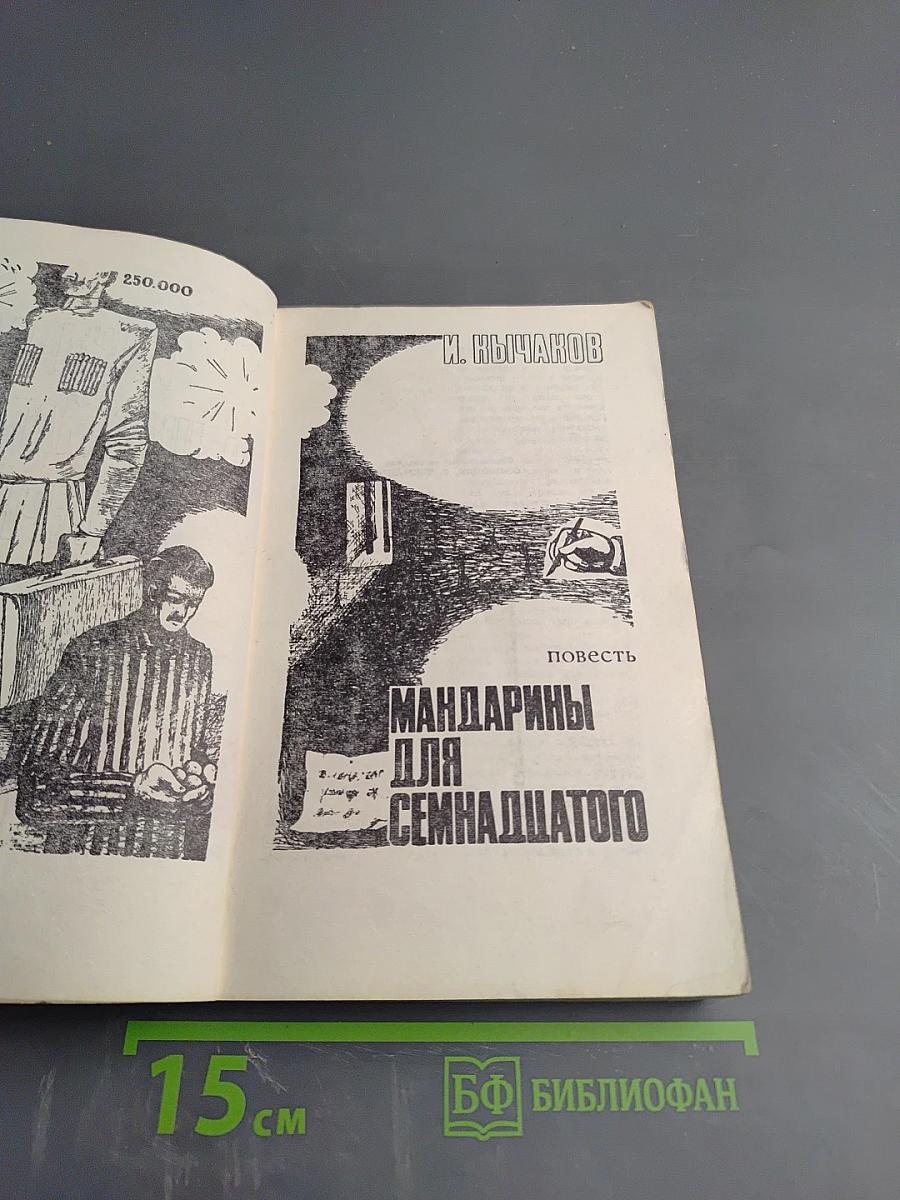 250.000
И. КЫЧАКОВ
повесть
МАНДАРИНЫ
ДЛЯ
СЕМНАДЦАТОГО
15 см
БФ БИБЛИОФАН